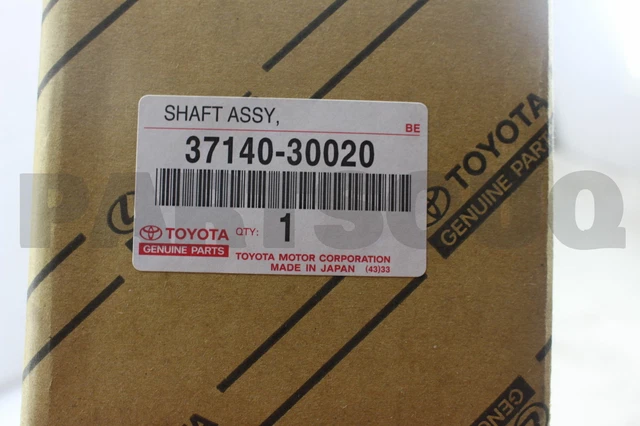 SHAFT ASSY,
BE
37140-30020
TOYOTA QTY: 1
GENUINE PARTS
TOYOTA MOTOR CORPORATION
MADE IN JAPAN (43)33
TOYOTA
GENUINE PARTS
GENU